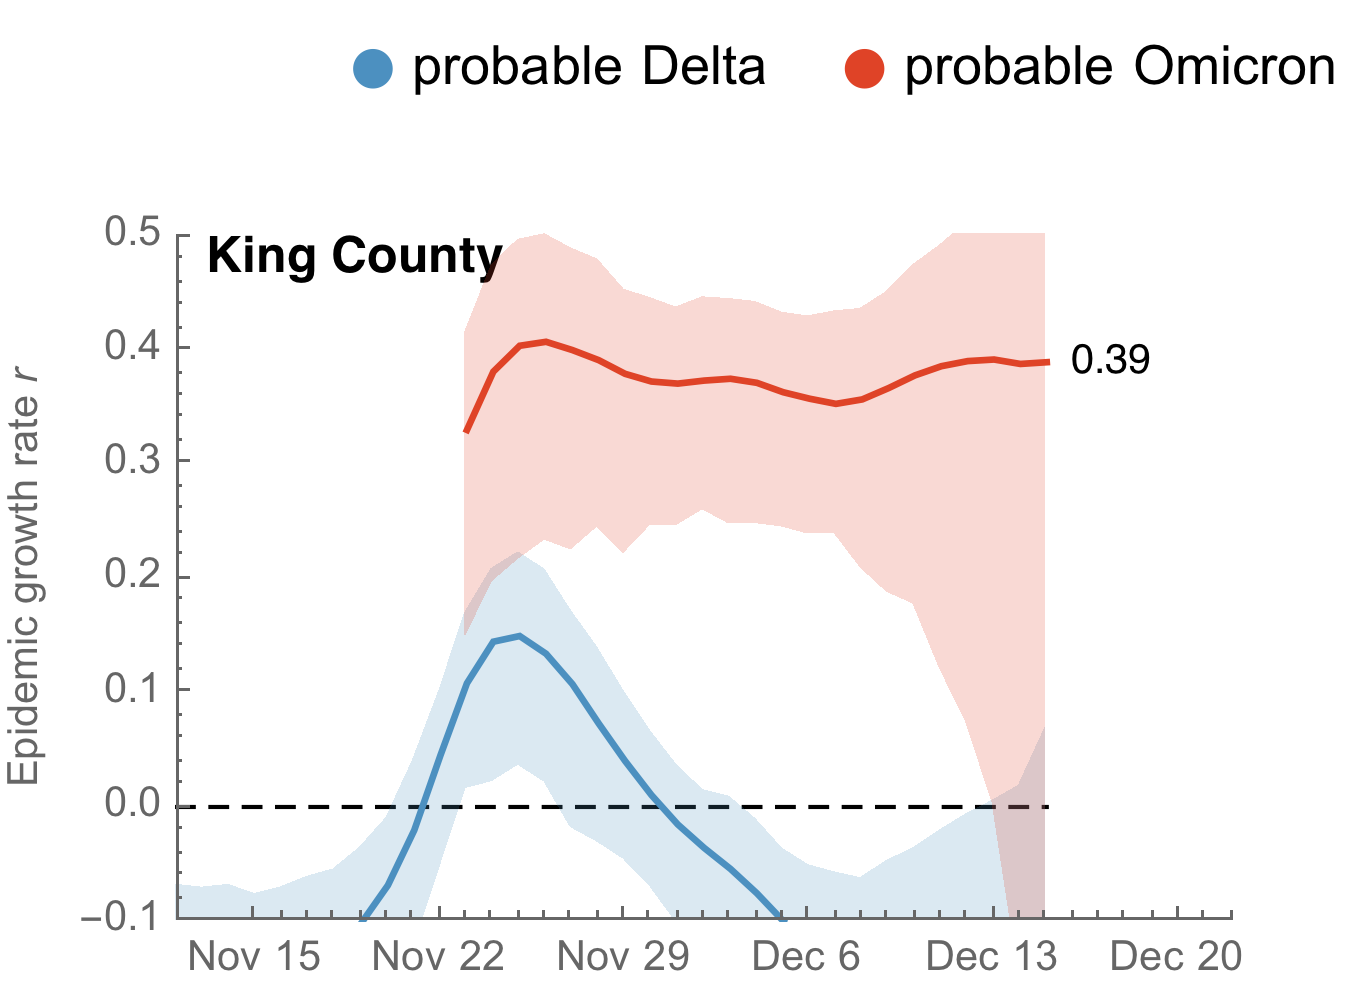 probable Delta
probable Omicron
King County
Epidemic growth rate r
0.5
0.4
0.3
0.2
0.1
0.0
−0.1
0.39
Nov 15
Nov 22
Nov 29
Dec 6
Dec 13
Dec 20